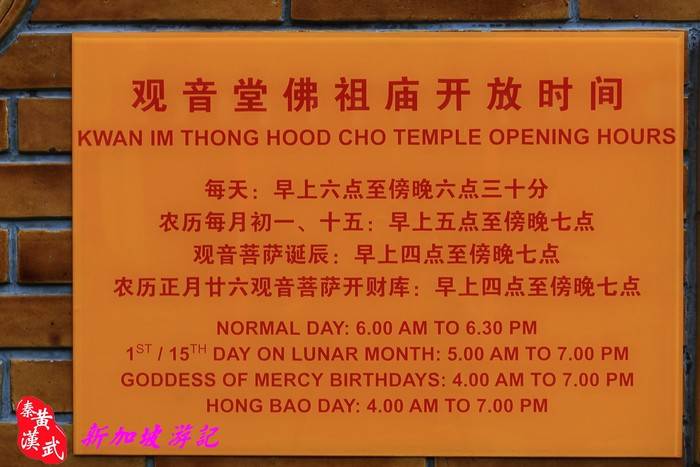 观音堂佛祖庙开放时间
KWAN IM THONG HOOD CHO TEMPLE OPENING HOURS
每天：早上六点至傍晚六点三十分
农历每月初一、十五：早上五点至傍晚七点
观音菩萨诞辰：早上四点至傍晚七点
农历正月廿六观音菩萨开财库：早上四点至傍晚七点
NORMAL DAY: 6.00 AM TO 6.30 PM
1ST / 15TH DAY ON LUNAR MONTH: 5.00 AM TO 7.00 PM
GODDESS OF MERCY BIRTHDAYS: 4.00 AM TO 7.00 PM
HONG BAO DAY: 4.00 AM TO 7.00 PM
秦黄漢武
新加坡游記